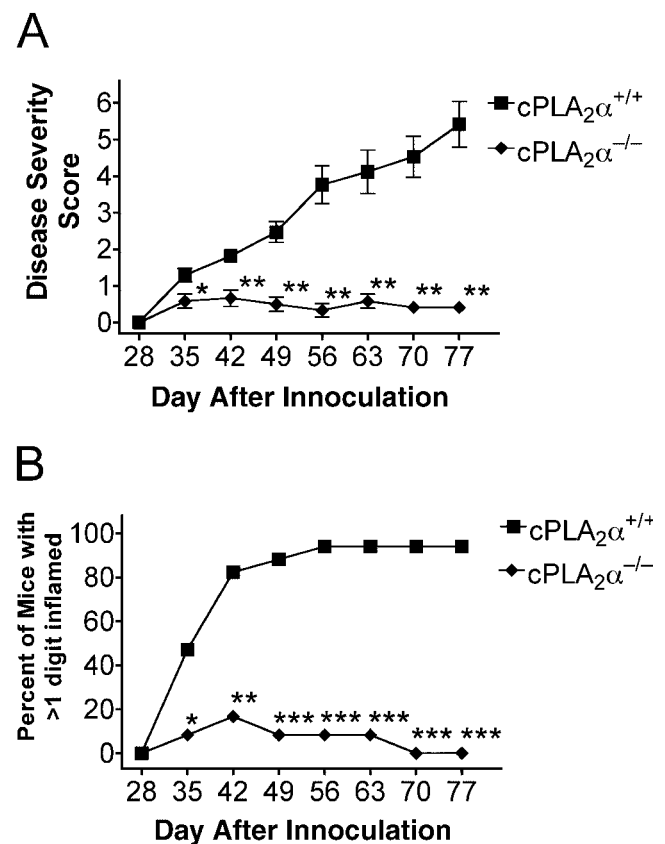 A
Disease Severity
Score
6
5
4
3
2
1
0
cPLA₂α⁺/⁺
cPLA₂α⁻/⁻
* ** ** ** ** ** **
28 35 42 49 56 63 70 77
Day After Innoculation
B
Percent of Mice with
>1 digit inflamed
100
80
60
40
20
0
cPLA₂α⁺/⁺
cPLA₂α⁻/⁻
* ** *** *** *** *** ***
28 35 42 49 56 63 70 77
Day After Innoculation